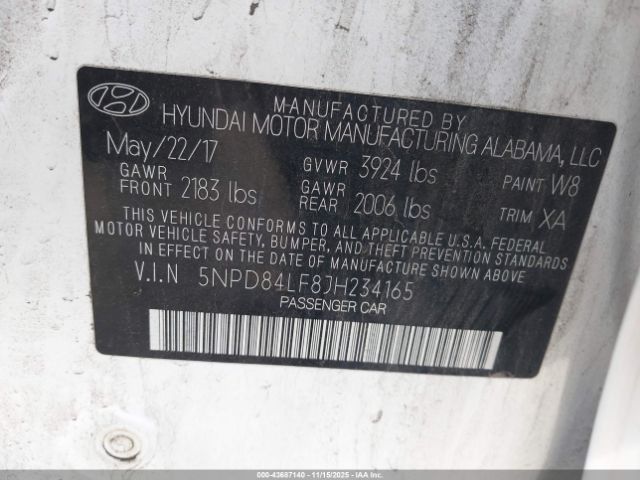 MANUFACTURED BY
HYUNDAI MOTOR MANUFACTURING ALABAMA, LLC
May/22/17 GVWR 3924 lbs PAINT W8
GAWR FRONT 2183 lbs GAWR REAR 2006 lbs TRIM XA
THIS VEHICLE CONFORMS TO ALL APPLICABLE U.S.A. FEDERAL
MOTOR VEHICLE SAFETY, BUMPER, AND THEFT PREVENTION STANDARDS
IN EFFECT ON THE DATE OF MANUFACTURE SHOWN ABOVE.
V.I.N 5NPD84LF8JH234165
PASSENGER CAR
000-43687140 - 11/15/2025 - IAAI.COM